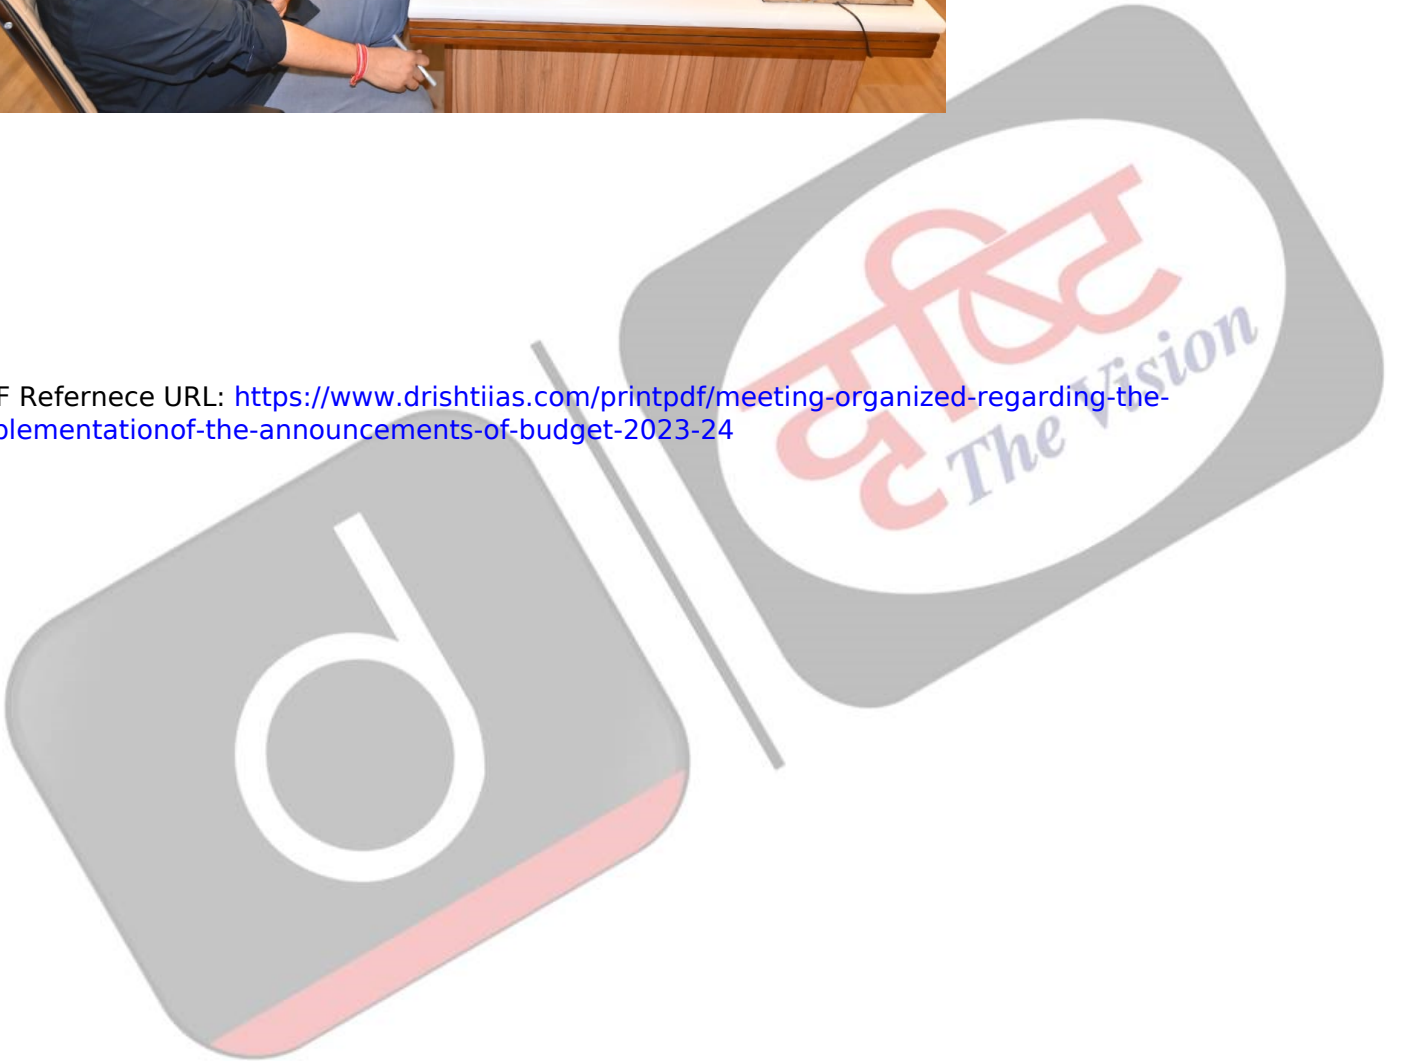 F Refernece URL: https://www.drishtiias.com/printpdf/meeting-organized-regarding-the-
plementationof-the-announcements-of-budget-2023-24
दृष्टि
The Vision
d